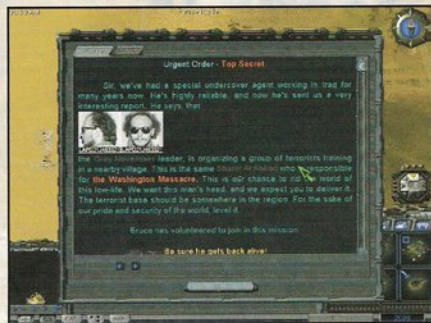 Urgent Order - Top Secret
Sir, we've had a special undercover agent working in Iraq for
many years now. He's highly reliable, and now he's sent us a very
interesting report. He says, that
the Grey November leader, is organizing a group of terrorists training
in a nearby village. This is the same who is responsible
for the Washington Massacre. This is our chance to rid the world of
this low-life. We want this man's head, and we expect you to deliver it.
The terrorist base should be somewhere in the region. For the sake of
our pride and security of the world, level it.
Bruce has volunteered to join in this mission.
Be sure he gets back alive!